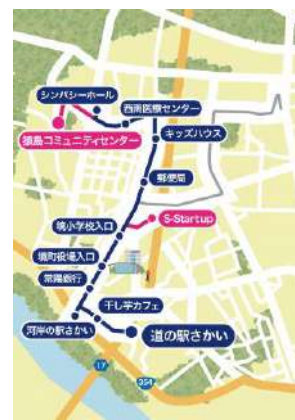 シンパシーホール
西南医療センター
猿島コミュニティセンター
キッズハウス
郵便局
S-Startup
境小学校入口
境町役場入口
常陽銀行
干し芋カフェ
河岸の駅さかい
道の駅さかい
17
354